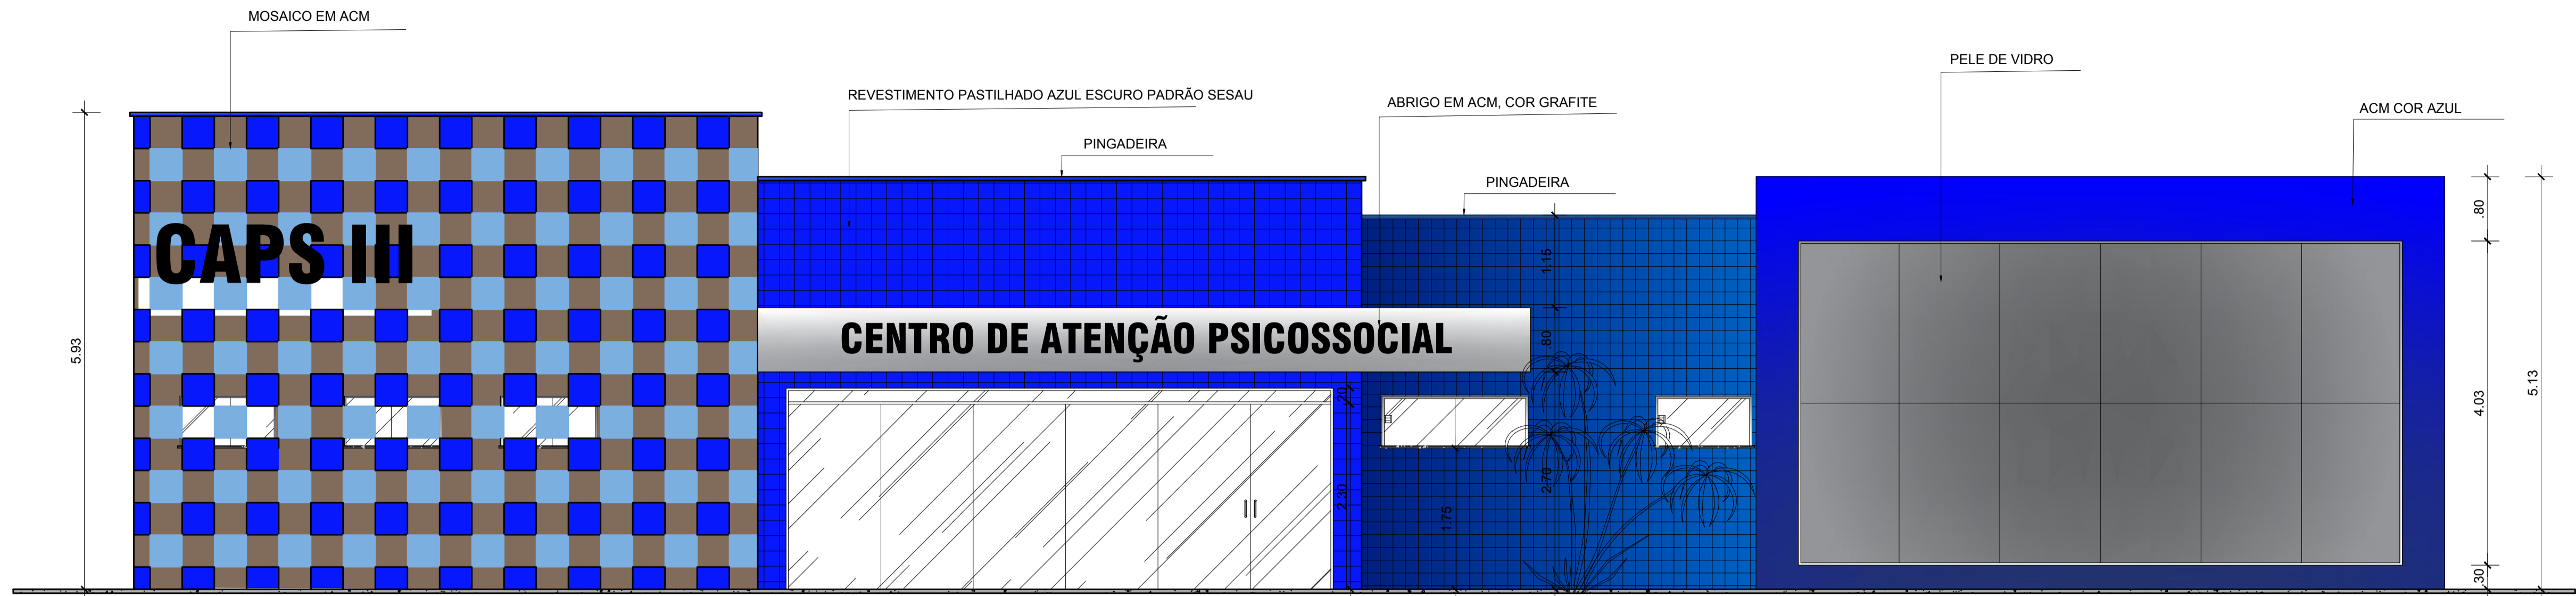 MOSAICO EM ACM
PELE DE VIDRO
REVESTIMENTO PASTILHADO AZUL ESCURO PADRÃO SESAU
ABRIGO EM ACM, COR GRAFITE
ACM COR AZUL
PINGADEIRA
PINGADEIRA
CAPS III
CENTRO DE ATENÇÃO PSICOSSOCIAL
5.93
1.15
.80
.20
2.30
1.75
2.70
.80
4.03
.30
5.13